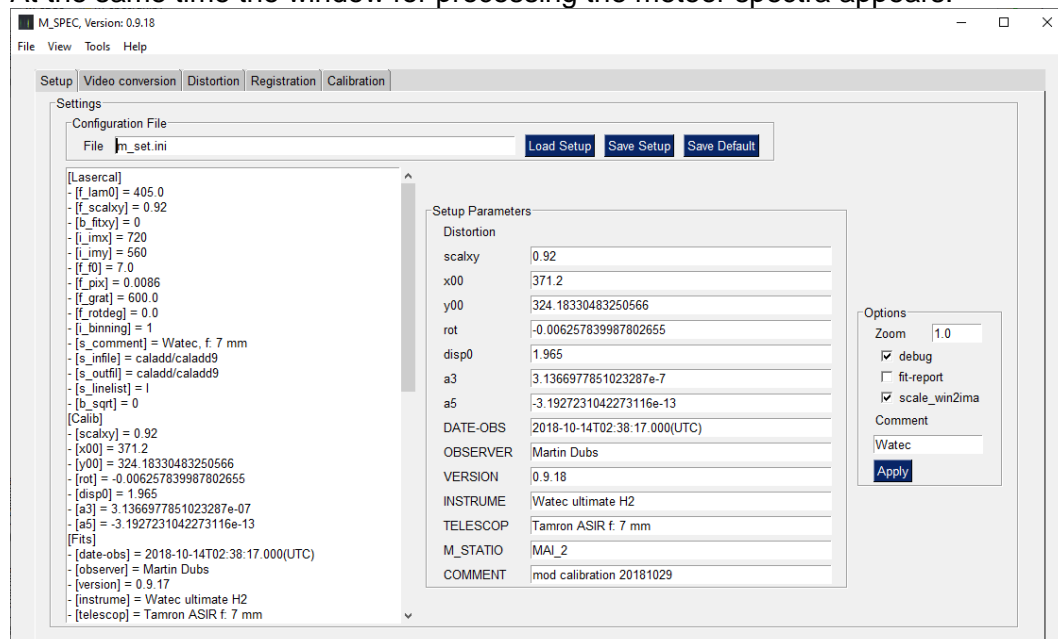 At the same time the window for processing the meteor spectra appears.
M_SPEC, Version: 0.9.18
File View Tools Help
Setup Video conversion Distortion Registration Calibration
Settings
Configuration File
File m_set.ini Load Setup Save Setup Save Default
[Lasercal]
- [f_lam0] = 405.0
- [f_scalxy] = 0.92
- [b_fitxy] = 0
- [i_imx] = 720
- [i_imy] = 560
- [f_f0] = 7.0
- [f_pix] = 0.0086
- [f_grat] = 600.0
- [f_rotdeg] = 0.0
- [i_binning] = 1
- [s_comment] = Watec, f: 7 mm
- [s_infile] = caladd/caladd9
- [s_outfil] = caladd/caladd9
- [s_linelist] = l
- [b_sqrt] = 0
[Calib]
- [scalxy] = 0.92
- [x00] = 371.2
- [y00] = 324.18330483250566
- [rot] = -0.006257839987802655
- [disp0] = 1.965
- [a3] = 3.1366977851023287e-07
- [a5] = -3.1927231042273116e-13
[Fits]
- [date-obs] = 2018-10-14T02:38:17.000(UTC)
- [observer] = Martin Dubs
- [version] = 0.9.17
- [instrume] = Watec ultimate H2
- [telescop] = Tamron ASIR f: 7 mm
Setup Parameters
Distortion
scalxy 0.92
x00 371.2
y00 324.18330483250566
rot -0.006257839987802655
disp0 1.965
a3 3.1366977851023287e-7
a5 -3.1927231042273116e-13
DATE-OBS 2018-10-14T02:38:17.000(UTC)
OBSERVER Martin Dubs
VERSION 0.9.18
INSTRUME Watec ultimate H2
TELESCOP Tamron ASIR f: 7 mm
M_STATIO MAI_2
COMMENT mod calibration 20181029
Options
Zoom 1.0
debug
fit-report
scale_win2ima
Comment
Watec
Apply